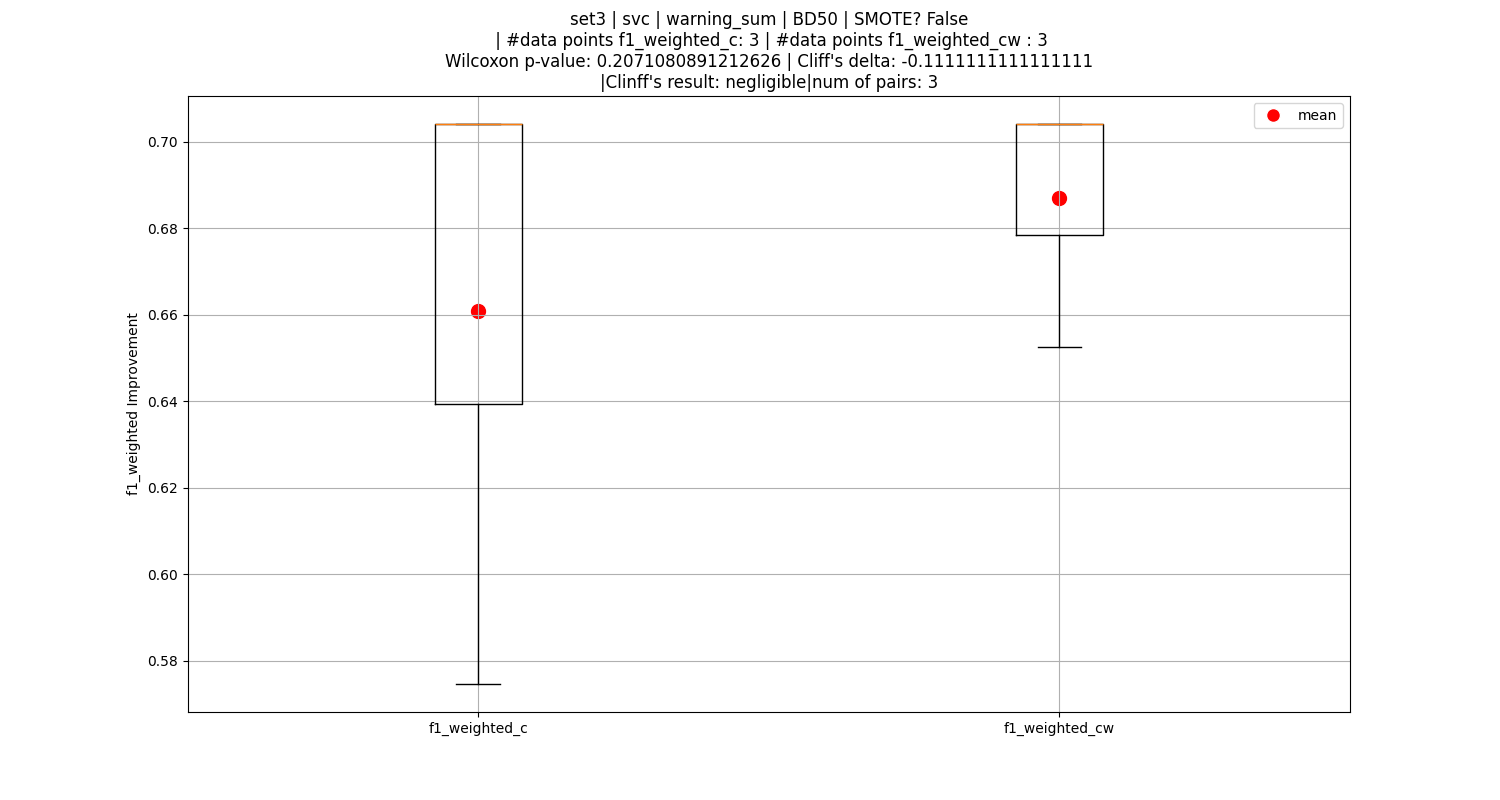 set3 | svc | warning_sum | BD50 | SMOTE? False
| #data points f1_weighted_c: 3 | #data points f1_weighted_cw : 3
Wilcoxon p-value: 0.2071080891212626 | Cliff's delta: -0.1111111111111111
|Clinff's result: negligible|num of pairs: 3
mean
0.70
0.68
0.66
0.64
0.62
0.60
0.58
f1_weighted Improvement
f1_weighted_c
f1_weighted_cw